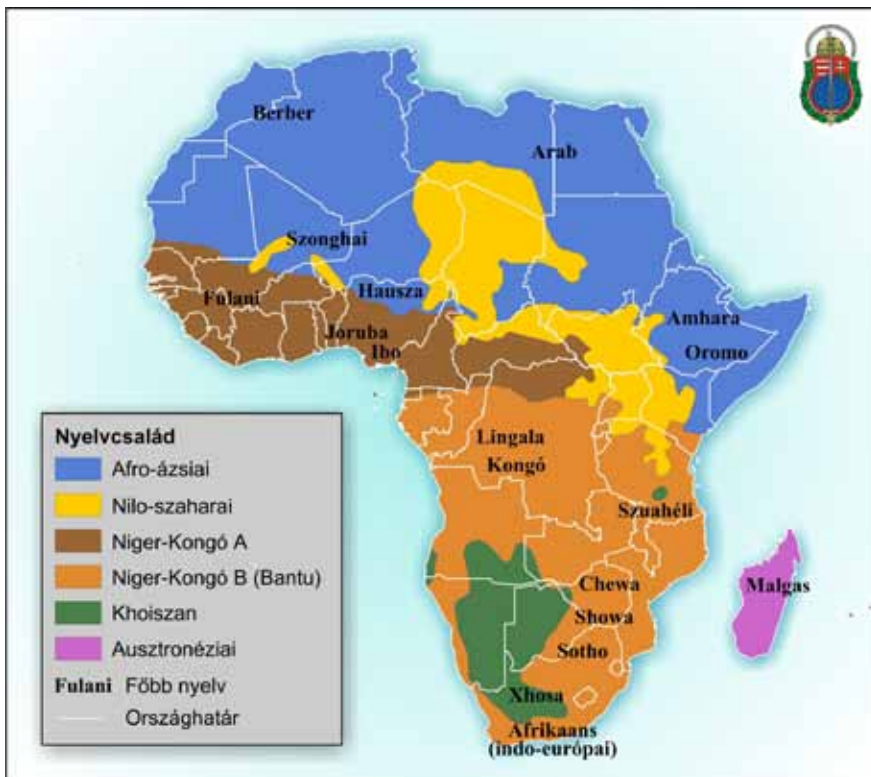 Berber
Arab
Szonghai
Fulani
Hausza
Joruba
Ibo
Amhara
Oromo
Lingala
Kongó
Szuahéli
Chewa
Showa
Sotho
Xhosa
Afrikaans
(indo-európai)
Malgas
Nyelvcsalád
Afro-ázsiai
Nilo-szaharai
Niger-Kongó A
Niger-Kongó B (Bantu)
Khoiszan
Ausztronéziai
Fulani Főbb nyelv
Országhatár